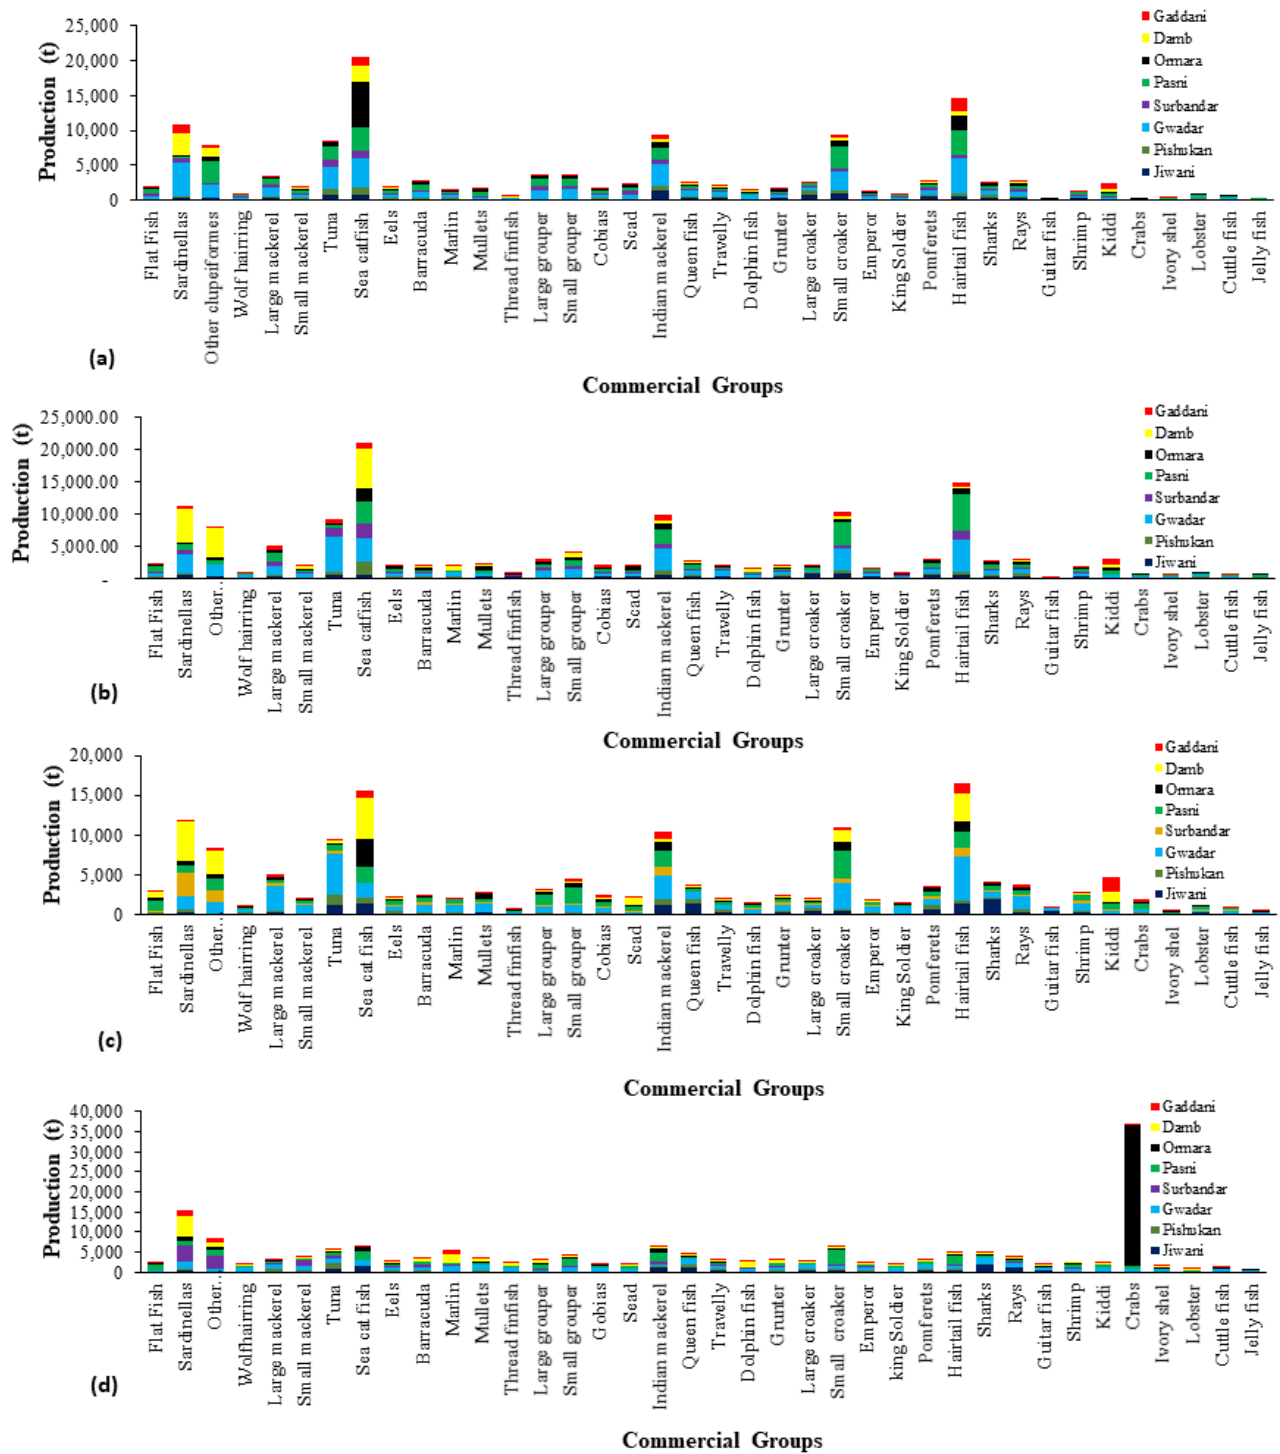 Production (t)
25,000
20,000
15,000
10,000
5,000
0
Gaddani
Damb
Ormara
Pasni
Surbandar
Gwadar
Pishukan
Jiwani
Flat Fish
Sardinellas
Other clupeiformes
Wolf hairring
Large mackerel
Small mackerel
Tuna
Sea catfish
Eels
Barracuda
Marlin
Mullets
Thread finfish
Large grouper
Small grouper
Cobias
Scad
Indian mackerel
Queen fish
Travelly
Dolphin fish
Grunter
Large croaker
Small croaker
Emperor
King Soldier
Pomferets
Hairtail fish
Sharks
Rays
Guitar fish
Shrimp
Kiddi
Crabs
Ivory shel
Lobster
Cuttle fish
Jelly fish
(a)
Commercial Groups
Production (t)
25,000.00
20,000.00
15,000.00
10,000.00
5,000.00
-
Gaddani
Damb
Ormara
Pasni
Surbandar
Gwadar
Pishukan
Jiwani
Flat Fish
Sardinellas
Other...
Wolf hairring
Large mackerel
Small mackerel
Tuna
Sea catfish
Eels
Barracuda
Marlin
Mullets
Thread finfish
Large grouper
Small grouper
Cobias
Scad
Indian mackerel
Queen fish
Travelly
Dolphin fish
Grunter
Large croaker
Small croaker
Emperor
King Soldier
Pomferets
Hairtail fish
Sharks
Rays
Guitar fish
Shrimp
Kiddi
Crabs
Ivory shel
Lobster
Cuttle fish
Jelly fish
(b)
Commercial Groups
Production (t)
20,000
15,000
10,000
5,000
0
Gaddani
Damb
Ormara
Pasni
Surbandar
Gwadar
Pishukan
Jiwani
Flat Fish
Sardinellas
Other...
Wolf hairring
Large mackerel
Small mackerel
Tuna
Sea cat fish
Eels
Barracuda
Marlin
Mullets
Thread finfish
Large grouper
Small grouper
Cobias
Scad
Indian mackerel
Queen fish
Travelly
Dolphin fish
Grunter
Large croaker
Small croaker
Emperor
King Soldier
Pomferets
Hairtail fish
Sharks
Rays
Guitar fish
Shrimp
Kiddi
Crabs
Ivory shel
Lobster
Cuttle fish
Jelly fish
(c)
Commercial Groups
Production (t)
40,000
35,000
30,000
25,000
20,000
15,000
10,000
5,000
0
Gaddani
Damb
Ormara
Pasni
Surbandar
Gwadar
Pishukan
Jiwani
Flat Fish
Sardinellas
Other...
Wolfhairring
Large mackerel
Small mackerel
Tuna
Sea cat fish
Eels
Barracuda
Marlin
Mullets
Thread finfish
Large grouper
Small grouper
Gobias
Sead
Indian mackerel
Queen fish
Travelly
Dolphin fish
Grunter
Large croaker
Small croaker
Emperor
king Soldier
Pomferets
Hairtail fish
Sharks
Rays
Guitar fish
Shrimp
Kiddi
Crabs
Ivory shel
Lobster
Cuttle fish
Jelly fish
(d)
Commercial Groups